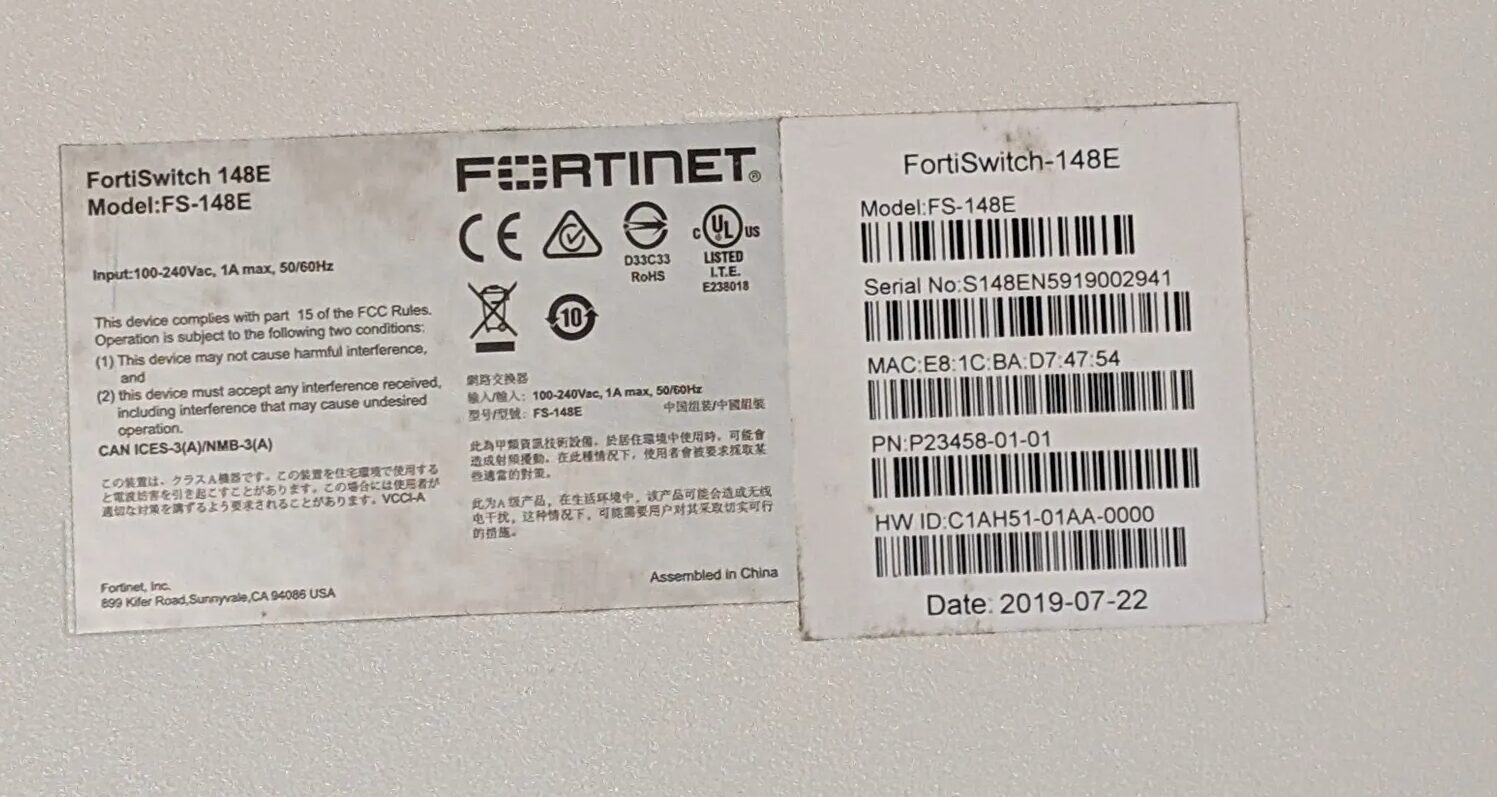 FortiSwitch 148E
Model:FS-148E
Input:100-240Vac, 1A max, 50/60Hz
This device complies with part 15 of the FCC Rules.
Operation is subject to the following two conditions:
(1) This device may not cause harmful interference,
and
(2) this device must accept any interference received,
including interference that may cause undesired
operation.
CAN ICES-3(A)/NMB-3(A)
この装置は、クラスA機器です。この装置を住宅環境で使用する
と電波妨害を引き起こすことがあります。この場合には使用者が
適切な対策を講ずるよう要求されることがあります。VCCI-A
Fortinet, Inc.
899 Kifer Road,Sunnyvale,CA 94086 USA
FORTINET®
CE
D33C33
RoHS
C UL US
LISTED
I.T.E.
E238018
10
網路交換器
输入/輸入: 100-240Vac, 1A max, 50/60Hz
型号/型號: FS-148E 中国组装/中國組裝
此為甲類資訊技術設備，於居住環境中使用時，可能會
造成射頻擾動，在此種情況下，使用者會被要求採取某
些適當的對策。
此为A 级产品，在生活环境中，该产品可能会造成无线
电干扰，这种情况下，可能需要用户对其采取切实可行
的措施。
Assembled in China
FortiSwitch-148E
Model:FS-148E
Serial No:S148EN5919002941
MAC:E8:1C:BA:D7:47:54
PN:P23458-01-01
HW ID:C1AH51-01AA-0000
Date: 2019-07-22